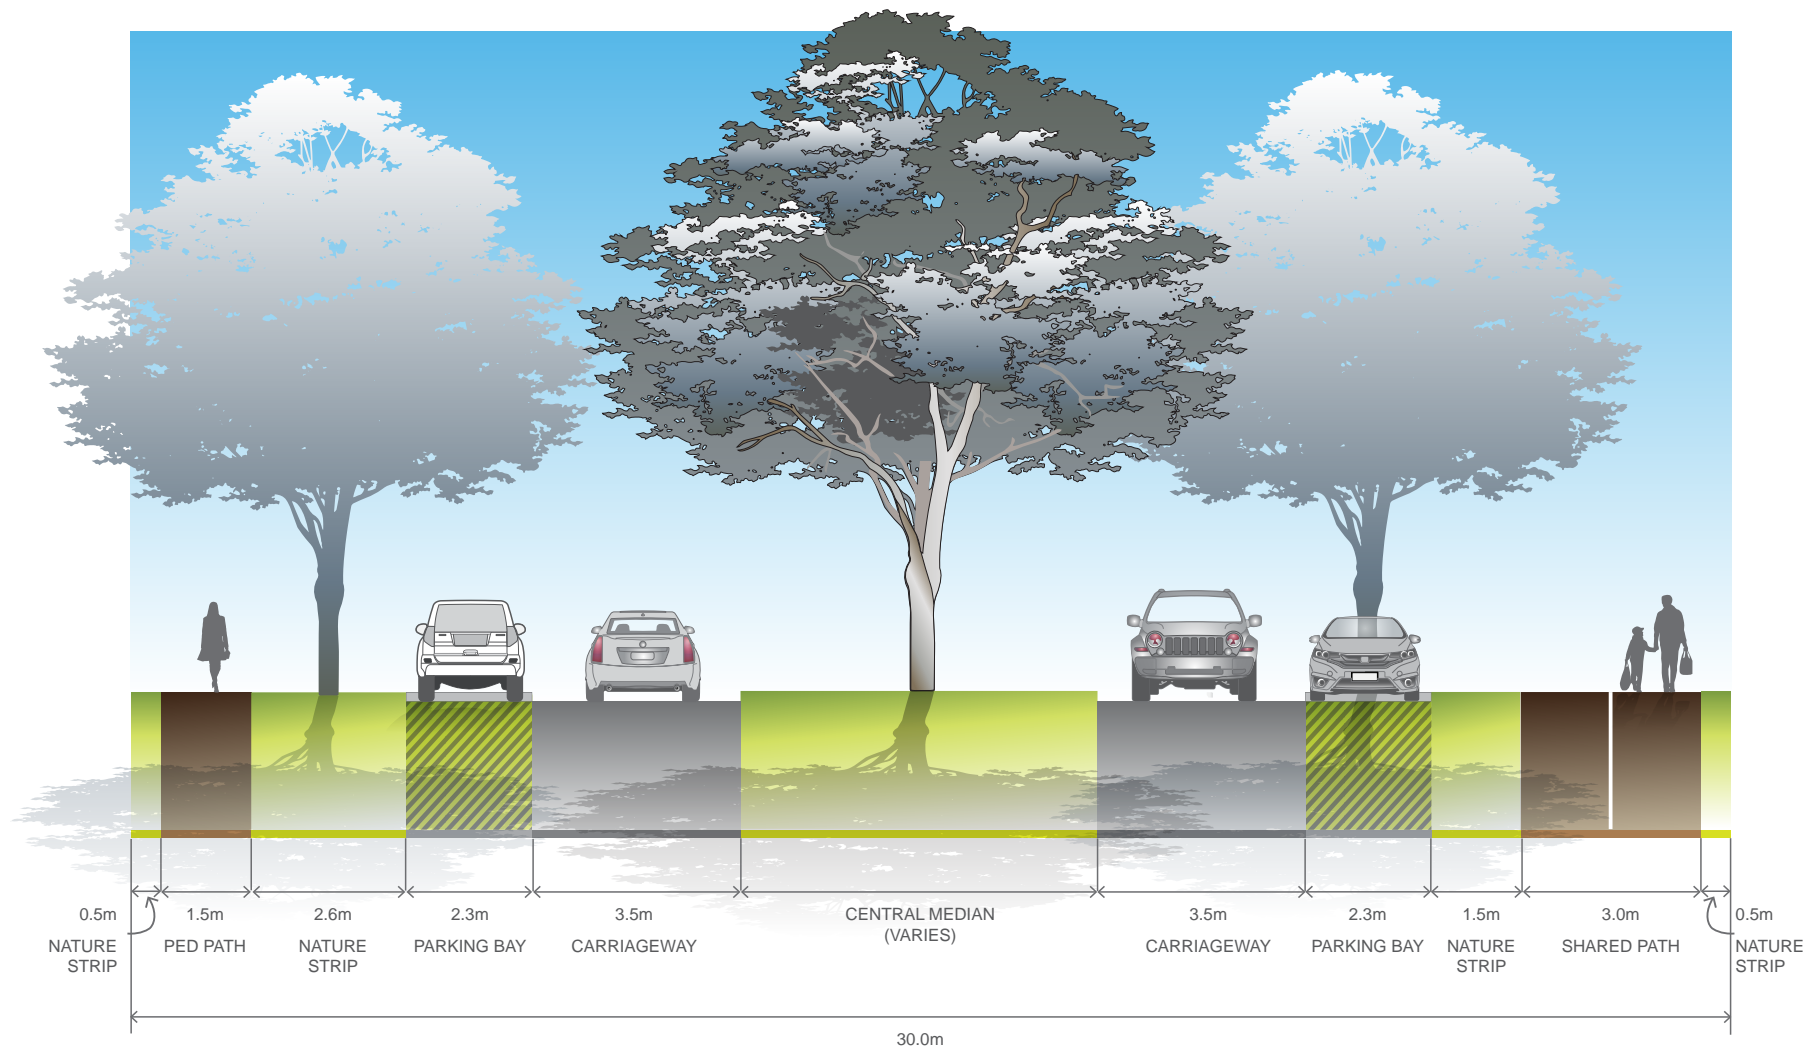 0.5m
NATURE
STRIP
1.5m
PED PATH
2.6m
NATURE
STRIP
2.3m
PARKING BAY
3.5m
CARRIAGEWAY
CENTRAL MEDIAN
(VARIES)
3.5m
CARRIAGEWAY
2.3m
PARKING BAY
1.5m
NATURE
STRIP
3.0m
SHARED PATH
0.5m
NATURE
STRIP
30.0m